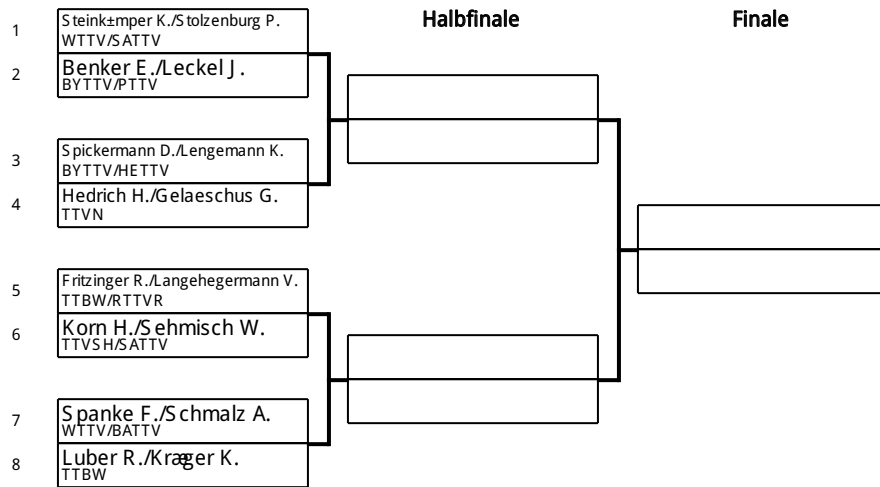 Halbfinale
Finale
1
Steink±mper K./Stolzenburg P.
WTTV/SATTV
2
Benker E./Leckel J.
BYTTV/PTTV
3
Spickermann D./Lengemann K.
BYTTV/HETTV
4
Hedrich H./Gelaeschus G.
TTVN
5
Fritzinger R./Langehegermann V.
TTBW/RTTVR
6
Korn H./Sehmisch W.
TTVSH/SATTV
7
Spanke F./Schmalz A.
WTTV/BATTV
8
Luber R./Kræger K.
TTBW